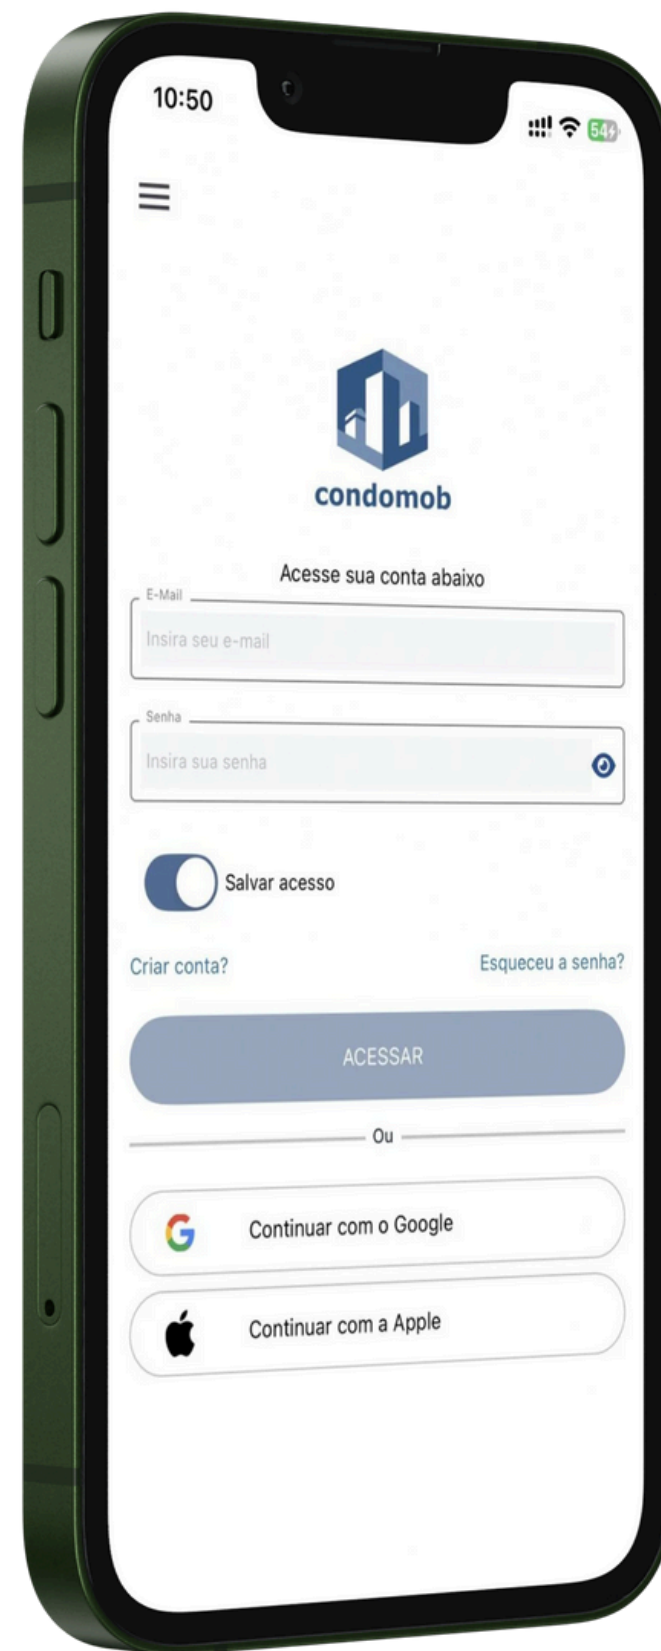 10:50
54
condomob
Acesse sua conta abaixo
E-Mail
Insira seu e-mail
Senha
Insira sua senha
Salvar acesso
Criar conta?
Esqueceu a senha?
ACESSAR
Ou
Continuar com o Google
Continuar com a Apple